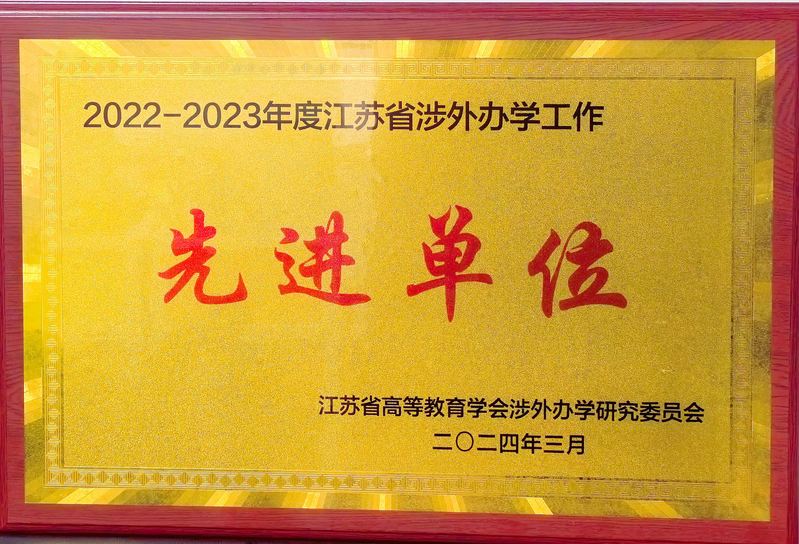 2022-2023年度江苏省涉外办学工作
先进单位
江苏省高等教育学会涉外办学研究委员会
二〇二四年三月